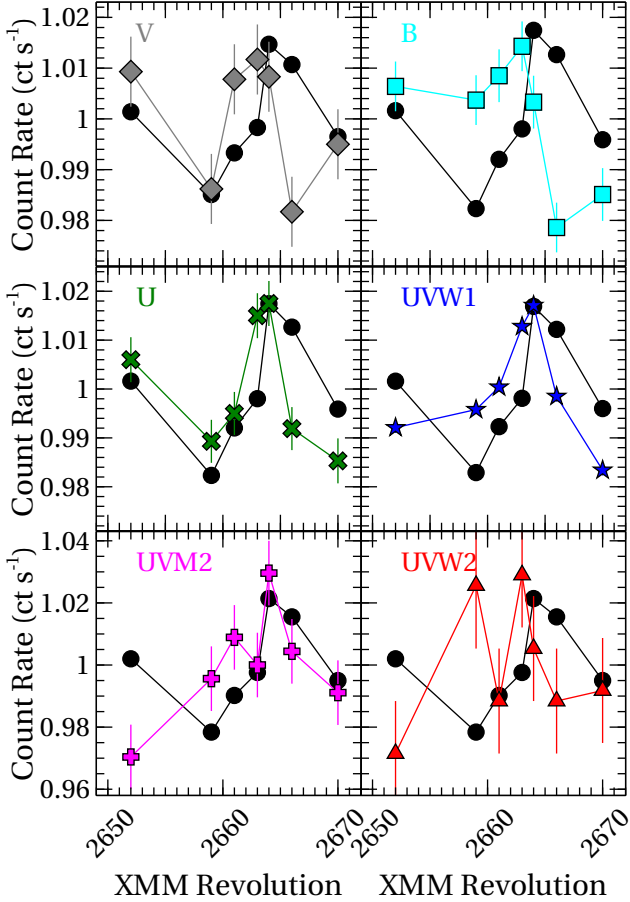 V
B
1.02
1.01
1
0.99
0.98
Count Rate (ct s⁻¹)
U
UVW1
1.02
1.01
1
0.99
0.98
Count Rate (ct s⁻¹)
UVM2
UVW2
1.04
1.02
1
0.98
0.96
Count Rate (ct s⁻¹)
2650
2660
2670
2650
2660
2670
XMM Revolution
XMM Revolution